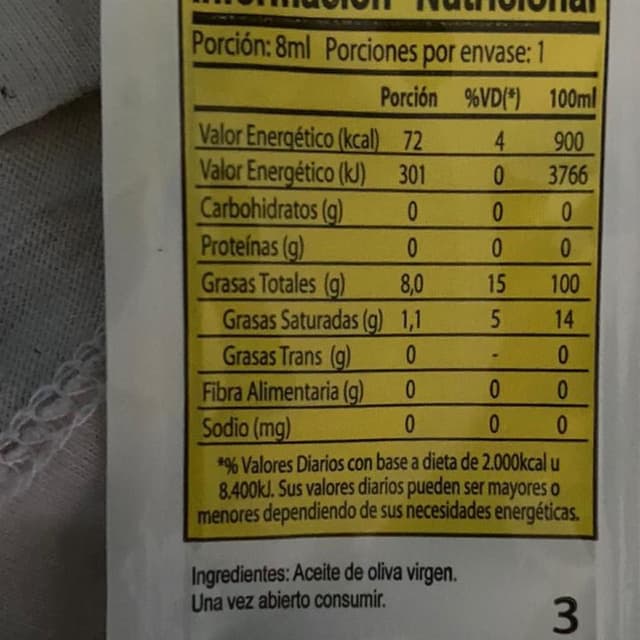 Información Nutricional
Porción: 8ml Porciones por envase: 1
Porción %VD(*) 100ml
Valor Energético (kcal) 72 4 900
Valor Energético (kJ) 301 0 3766
Carbohidratos (g) 0 0 0
Proteínas (g) 0 0 0
Grasas Totales (g) 8,0 15 100
Grasas Saturadas (g) 1,1 5 14
Grasas Trans (g) 0 - 0
Fibra Alimentaria (g) 0 0 0
Sodio (mg) 0 0 0
*% Valores Diarios con base a dieta de 2.000kcal u
8.400kJ. Sus valores diarios pueden ser mayores o
menores dependiendo de sus necesidades energéticas.
Ingredientes: Aceite de oliva virgen.
Una vez abierto consumir.
3